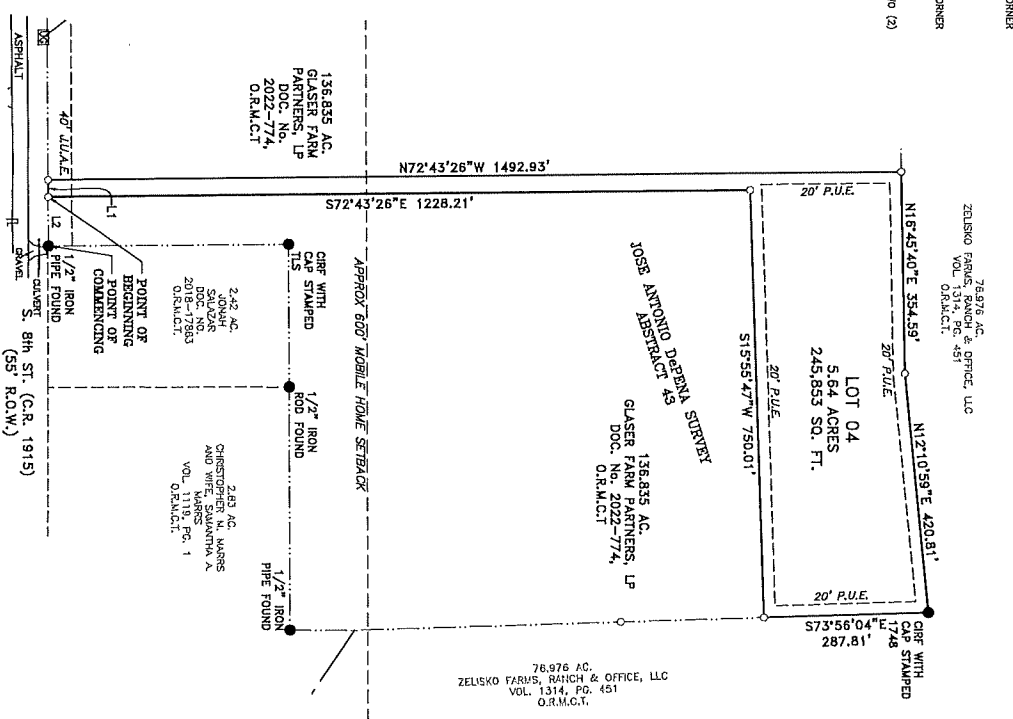 ORNER
ORNER
WO (2)
76.976 AC.
ZELISKO FARMS, RANCH & OFFICE, LLC
VOL. 1314, PG. 451
O.R.M.C.T.
N16°45'40"E 354.59'
N12°10'59"E 420.81'
20' P.U.E.
20' P.U.E.
LOT 04
5.64 ACRES
245,853 SQ. FT.
20' P.U.E.
20' P.U.E.
CIRF WITH
CAP STAMPED
1748
S73°56'04"E
287.81'
S15°55'47"W 750.01'
N72°43'26"W 1492.93'
S72°43'26"E 1228.21'
JOSE ANTONIO DePENA SURVEY
ABSTRACT 43
136.835 AC.
GLASER FARM PARTNERS, LP
DOC. No. 2022-774,
O.R.M.C.T
76.976 AC.
ZELISKO FARMS, RANCH & OFFICE, LLC
VOL. 1314, PG. 451
O.R.M.C.T.
136.835 AC.
GLASER FARM
PARTNERS, LP
DOC. No.
2022-774,
O.R.M.C.T
APPROX 600' MOBILE HOME SETBACK
CIRF WITH
CAP STAMPED
TLS
1/2" IRON
ROD FOUND
1/2" IRON
PIPE FOUND
2.42 AC.
JONAH
SALAZAR
DOC. NO.
2018-17863
O.R.M.C.T.
2.83 AC.
CHRISTOPHER M. MARRS
AND WIFE, SAMANTHA A.
MARRS
VOL. 1119, PG. 1
O.R.M.C.T.
40' J.U.A.E.
L1
L2
POINT OF
BEGINNING
POINT OF
COMMENCING
1/2" IRON
PIPE FOUND
CULVERT
GRAVEL
ASPHALT
S. 8th ST. (C.R. 1915)
(55' R.O.W.)